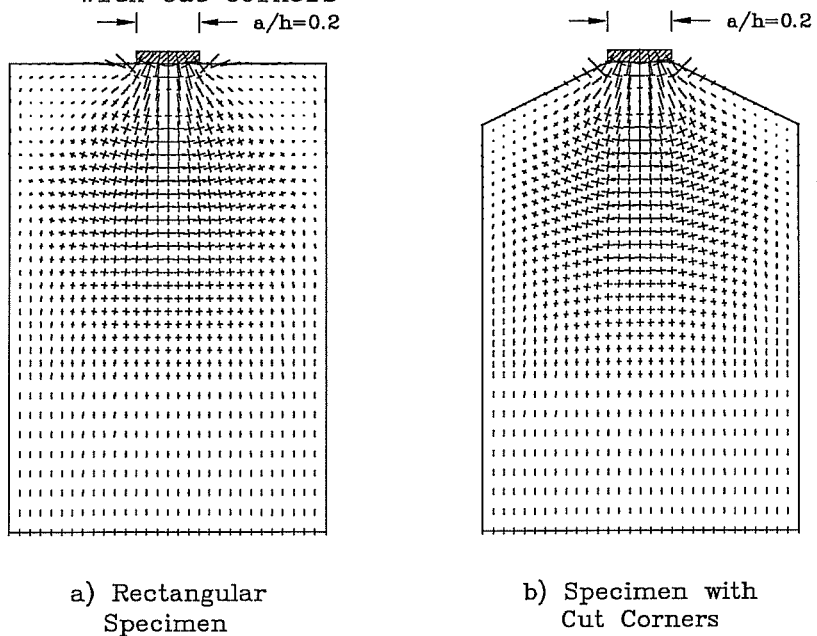 a/h=0.2
a/h=0.2
a) Rectangular
Specimen
b) Specimen with
Cut Corners